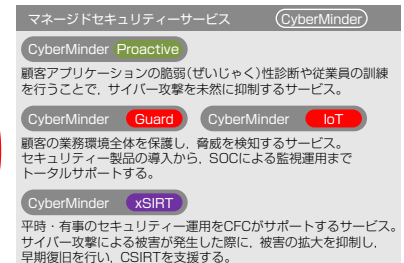 マネージドセキュリティーサービス CyberMinder
CyberMinder Proactive
顧客アプリケーションの脆弱(ぜいじゃく)性診断や従業員の訓練
を行うことで，サイバー攻撃を未然に抑制するサービス。
CyberMinder Guard CyberMinder IoT
顧客の業務環境全体を保護し，脅威を検知するサービス。
セキュリティー製品の導入から，SOCによる監視運用まで
トータルサポートする。
CyberMinder xSIRT
平時・有事のセキュリティー運用をCFCがサポートするサービス。
サイバー攻撃による被害が発生した際に，被害の拡大を抑制し，
早期復旧を行い，CSIRTを支援する。